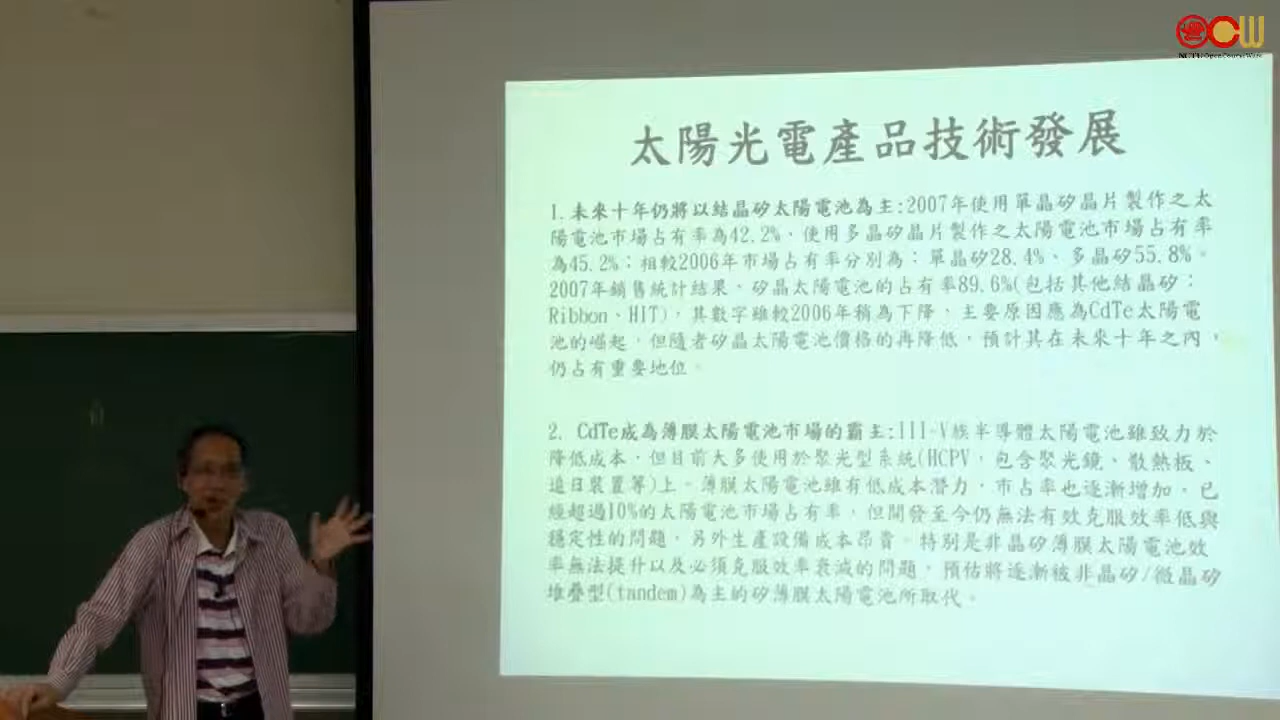 OCW
NCTU OpenCourseWare
太陽光電產品技術發展
1. 未來十年仍將以結晶矽太陽電池為主:2007年使用單晶矽晶片製作之太
陽電池市場占有率為42.2%、使用多晶矽晶片製作之太陽電池市場占有率
為45.2%；相較2006年市場占有率分別為：單晶矽28.4%、多晶矽55.8%。
2007年銷售統計結果，矽晶太陽電池的占有率89.6%(包括其他結晶矽：
Ribbon、HIT)，其數字雖較2006年稍為下降，主要原因應為CdTe太陽電
池的崛起，但隨者矽晶太陽電池價格的再降低，預計其在未來十年之內，
仍占有重要地位。
2. CdTe成為薄膜太陽電池市場的霸主:III-V族半導體太陽電池雖致力於
降低成本，但目前大多使用於聚光型系統(HCPV，包含聚光鏡、散熱板、
追日裝置等)上。薄膜太陽電池雖有低成本潛力，市占率也逐漸增加，已
經超過10%的太陽電池市場占有率，但開發至今仍無法有效克服效率低與
穩定性的問題，另外生產設備成本昂貴。特別是非晶矽薄膜太陽電池效
率無法提升以及必須克服效率衰減的問題，預估將逐漸被非晶矽/微晶矽
堆疊型(tandem)為主的矽薄膜太陽電池所取代。